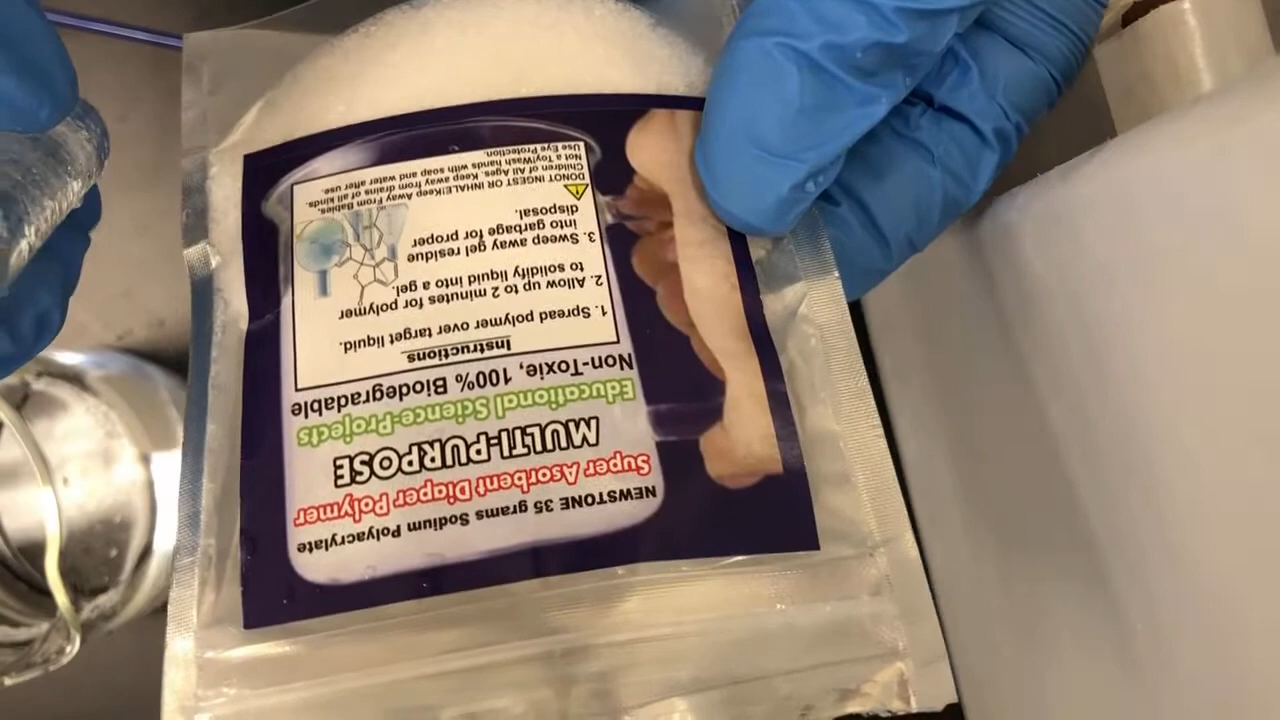 NEWSTONE 35 grams Sodium Polyacrylate
Super Asorbent Diaper Polymer
MULTI-PURPOSE
Educational Science-Projects
Non-Toxie, 100% Biodegradable
Instructions
1. Spread polymer over target liquid.
2. Allow up to 2 minutes for polymer
to solidify liquid into a gel.
3. Sweep away gel residue
into garbage for proper
disposal.
DONOT INGEST OR INHALE!Keep Away From Babies,
Children of All Ages. Keep away from drains of all kinds.
Not a Toy!Wash hands with soap and water after use.
Use Eye Protection.